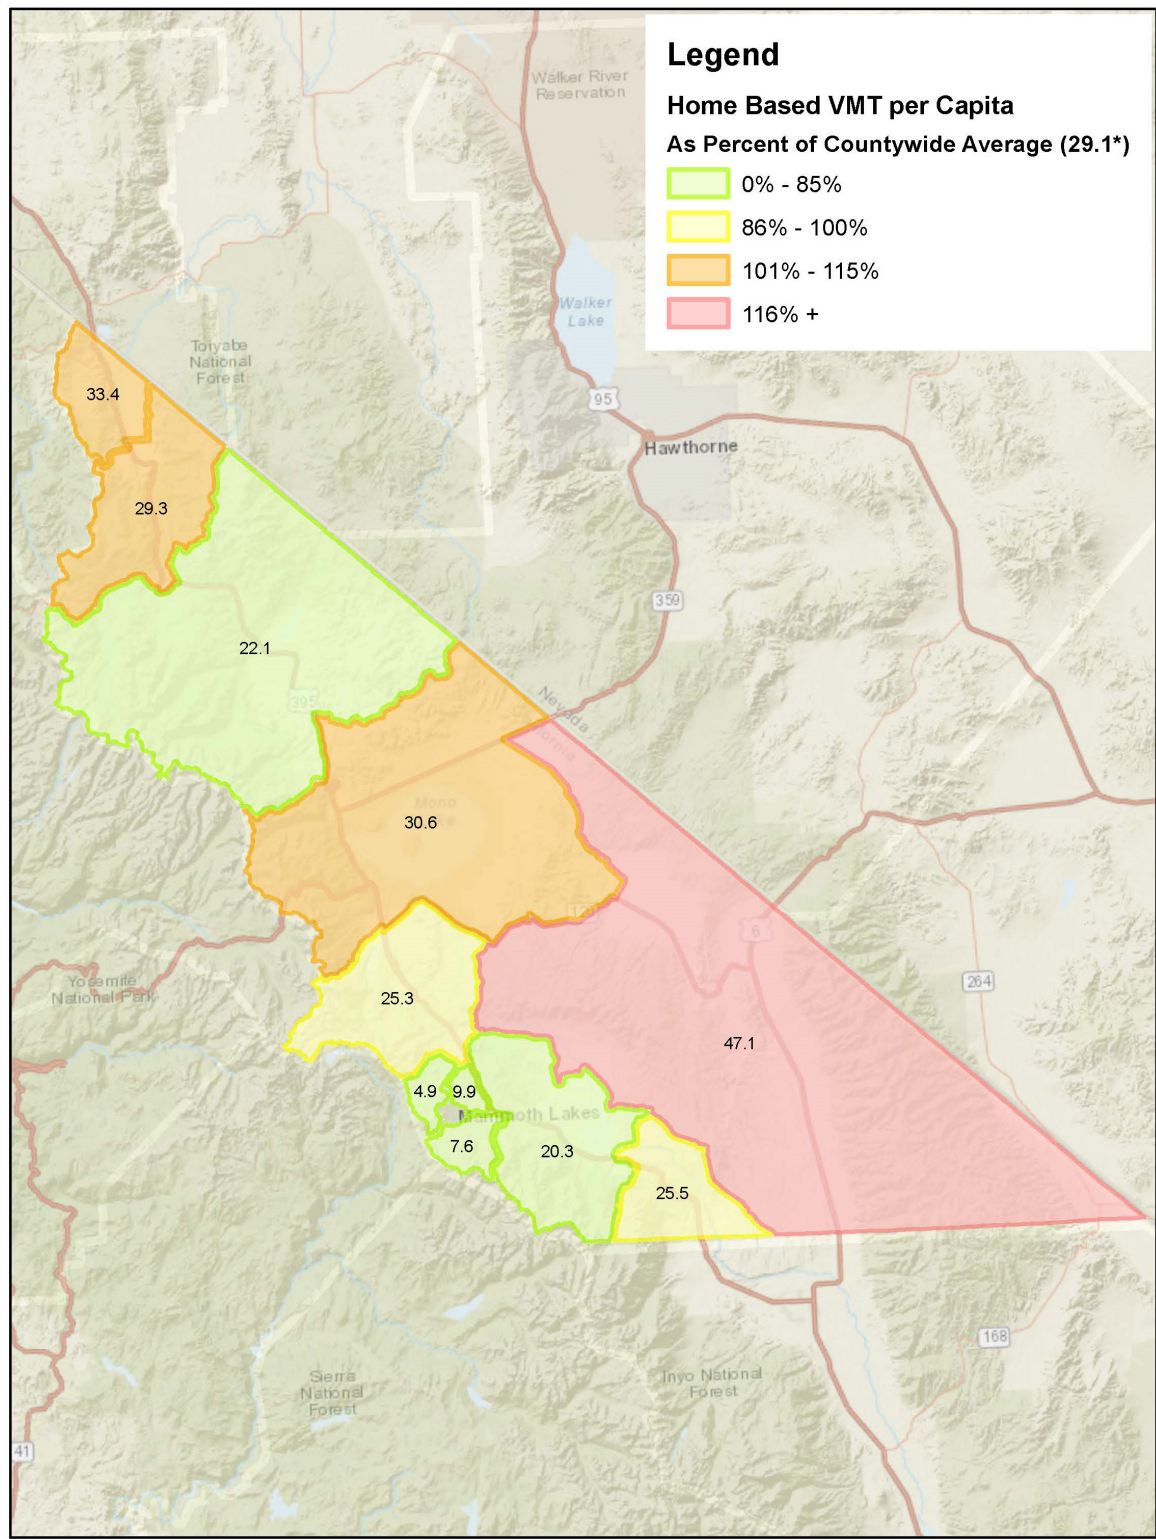 Legend
Home Based VMT per Capita
As Percent of Countywide Average (29.1*)
0% - 85%
86% - 100%
101% - 115%
116% +
Walker River
Reservation
Walker
Lake
Toiyabe
National
Forest
95
Hawthorne
33.4
29.3
359
22.1
395
Nevada
California
Mono
30.6
120
6
Yosemite
National Park
264
25.3
47.1
4.9
9.9
Mammoth Lakes
7.6
20.3
25.5
168
Sierra
National
Forest
Inyo National
Forest
41